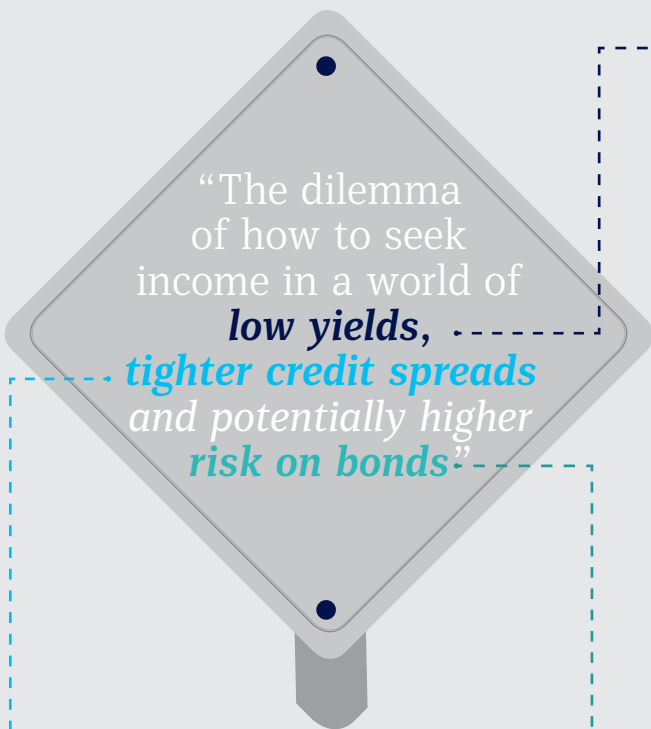 “The dilemma
of how to seek
income in a world of
low yields,
tighter credit spreads
and potentially higher
risk on bonds”